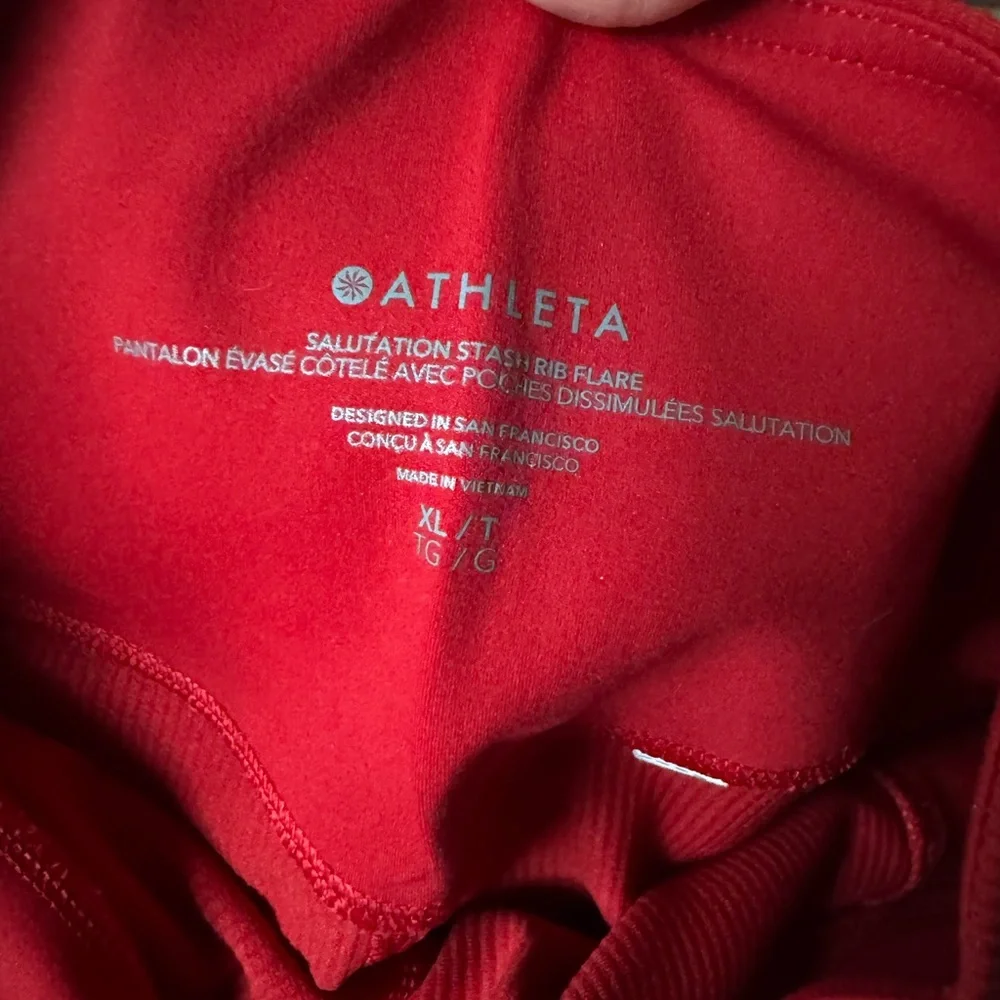 ATHLETA
SALUTATION STASH RIB FLARE
PANTALON ÉVASÉ CÔTELÉ AVEC POCHES DISSIMULÉES SALUTATION
DESIGNED IN SAN FRANCISCO
CONÇU À SAN FRANCISCO
MADE IN VIETNAM
XL / T
TG / G